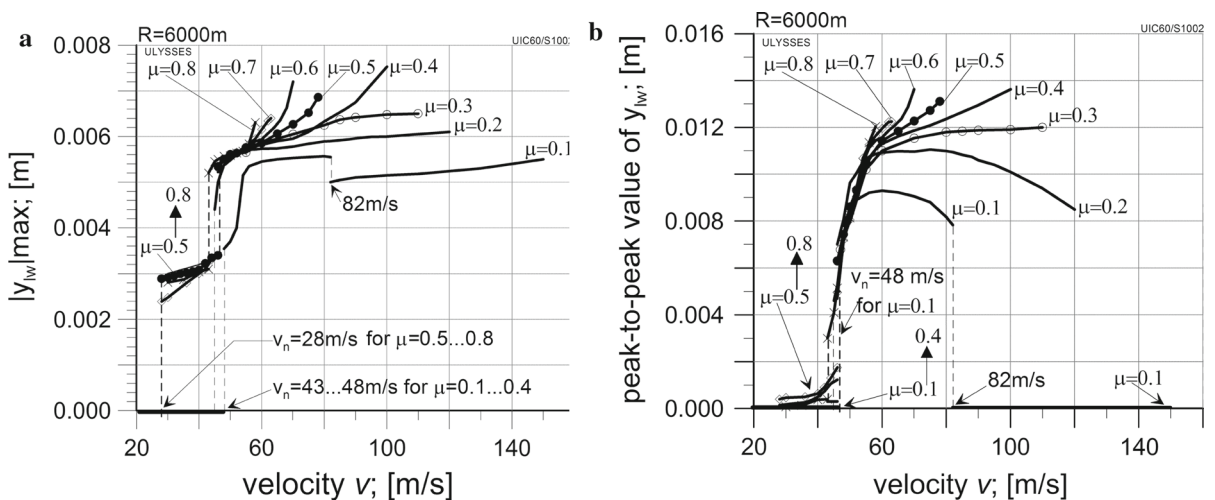 a
R=6000m
ULYSSES
UIC60/S100
0.008
0.006
0.004
0.002
0.000
|y_lw|max; [m]
μ=0.8
μ=0.7
μ=0.6
μ=0.5
μ=0.4
μ=0.3
μ=0.2
μ=0.1
82m/s
0.8
μ=0.5
v_n=28m/s for μ=0.5...0.8
v_n=43...48m/s for μ=0.1...0.4
20 60 100 140
velocity v; [m/s]
b
R=6000m
ULYSSES
UIC60/S1002
0.016
0.012
0.008
0.004
0.000
peak-to-peak value of y_lw; [m]
μ=0.8
μ=0.7
μ=0.6
μ=0.5
μ=0.4
μ=0.3
μ=0.2
μ=0.1
0.8
μ=0.5
v_n=48 m/s
for μ=0.1
0.4
μ=0.1
82m/s
μ=0.1
20 60 100 140
velocity v; [m/s]